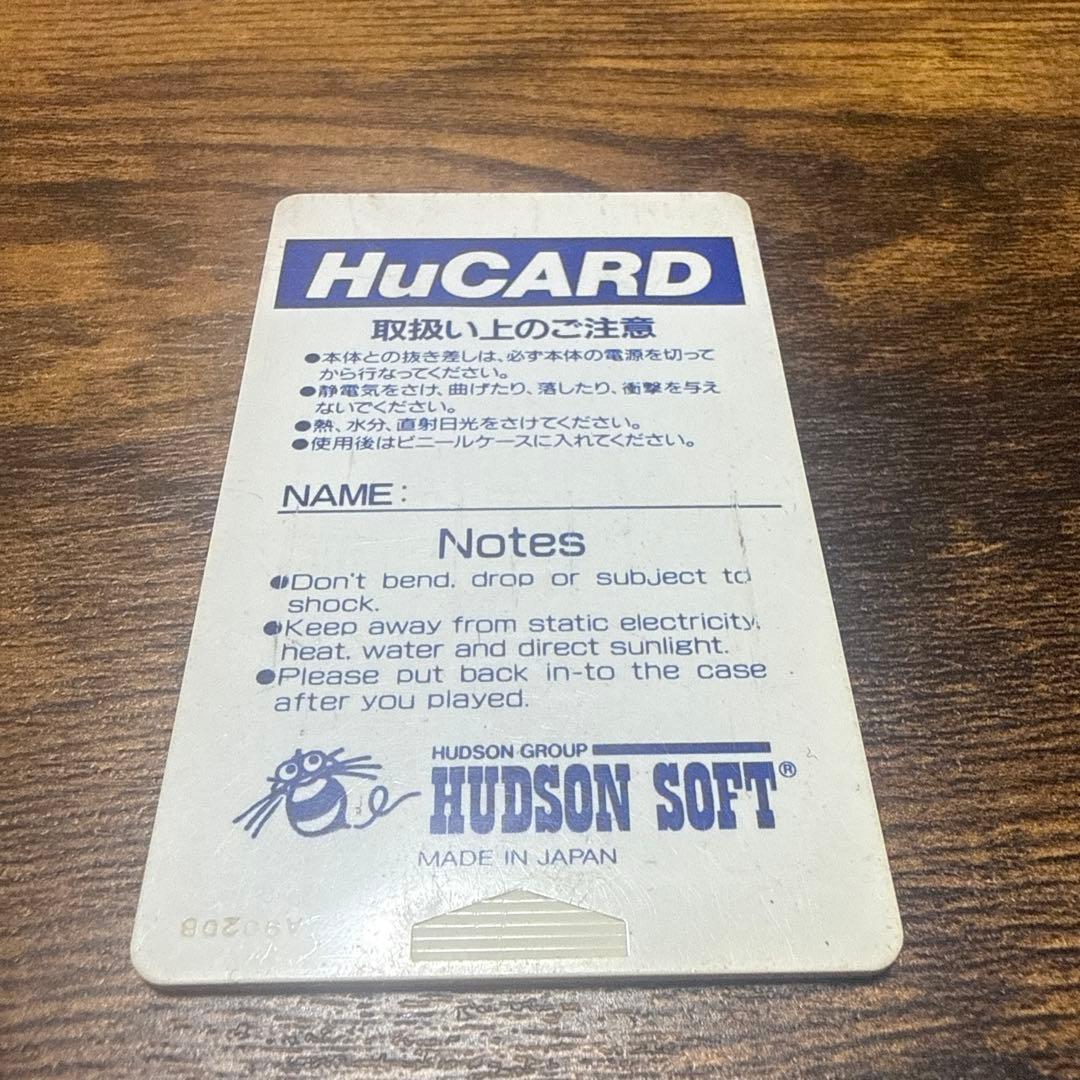 HuCARD
取扱い上のご注意
●本体との抜き差しは、必ず本体の電源を切って
から行なってください。
●静電気をさけ、曲げたり、落したり、衝撃を与え
ないでください。
●熱、水分、直射日光をさけてください。
●使用後はビニールケースに入れてください。
NAME:
Notes
●Don't bend, drop or subject to
shock.
●Keep away from static electricity,
heat, water and direct sunlight.
●Please put back in-to the case
after you played.
HUDSON GROUP
HUDSON SOFT®
MADE IN JAPAN